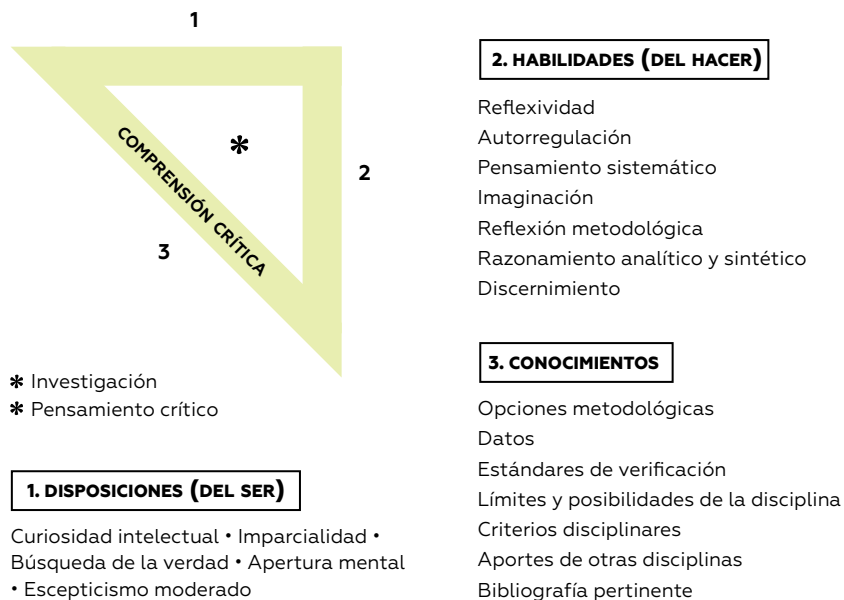 1
COMPRENSIÓN CRÍTICA
*
2
3
* Investigación
* Pensamiento crítico
1. DISPOSICIONES (DEL SER)
Curiosidad intelectual • Imparcialidad •
Búsqueda de la verdad • Apertura mental
• Escepticismo moderado
2. HABILIDADES (DEL HACER)
Reflexividad
Autorregulación
Pensamiento sistemático
Imaginación
Reflexión metodológica
Razonamiento analítico y sintético
Discernimiento
3. CONOCIMIENTOS
Opciones metodológicas
Datos
Estándares de verificación
Límites y posibilidades de la disciplina
Criterios disciplinares
Aportes de otras disciplinas
Bibliografía pertinente